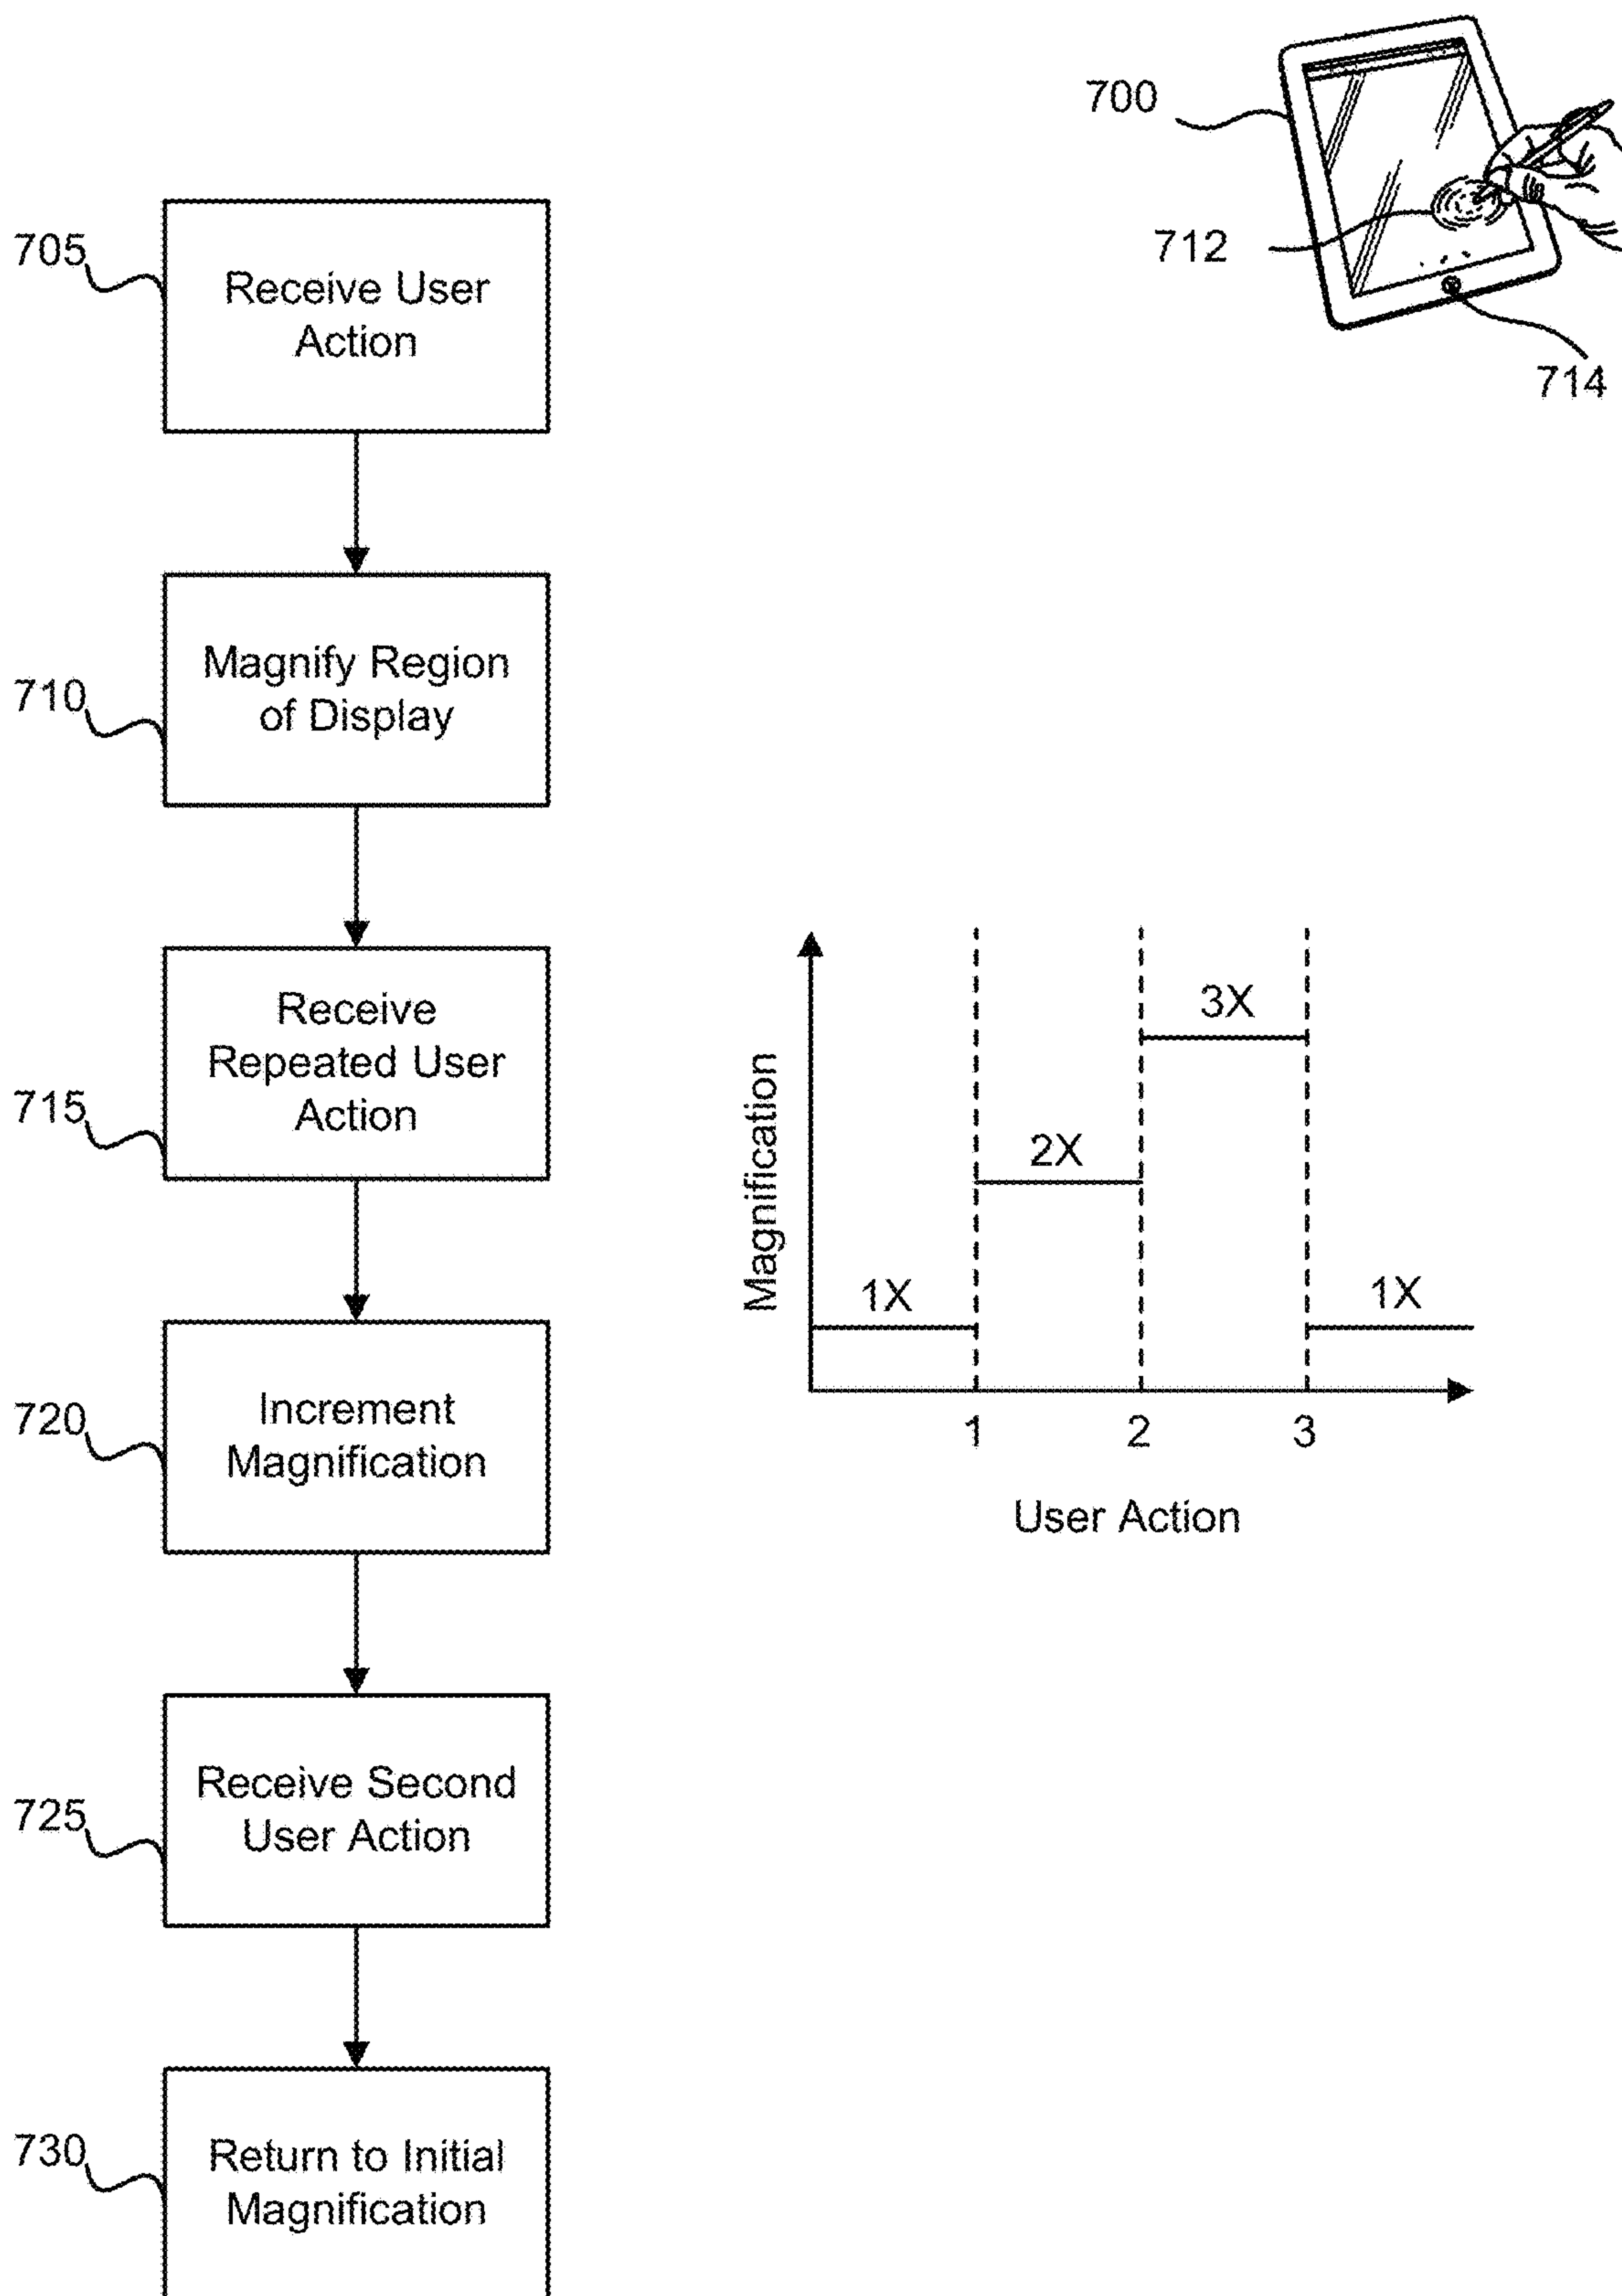 700
712
714
705
Receive User
Action
710
Magnify Region
of Display
715
Receive
Repeated User
Action
720
Increment
Magnification
725
Receive Second
User Action
730
Return to Initial
Magnification
Magnification
1X
2X
3X
1X
1
2
3
User Action